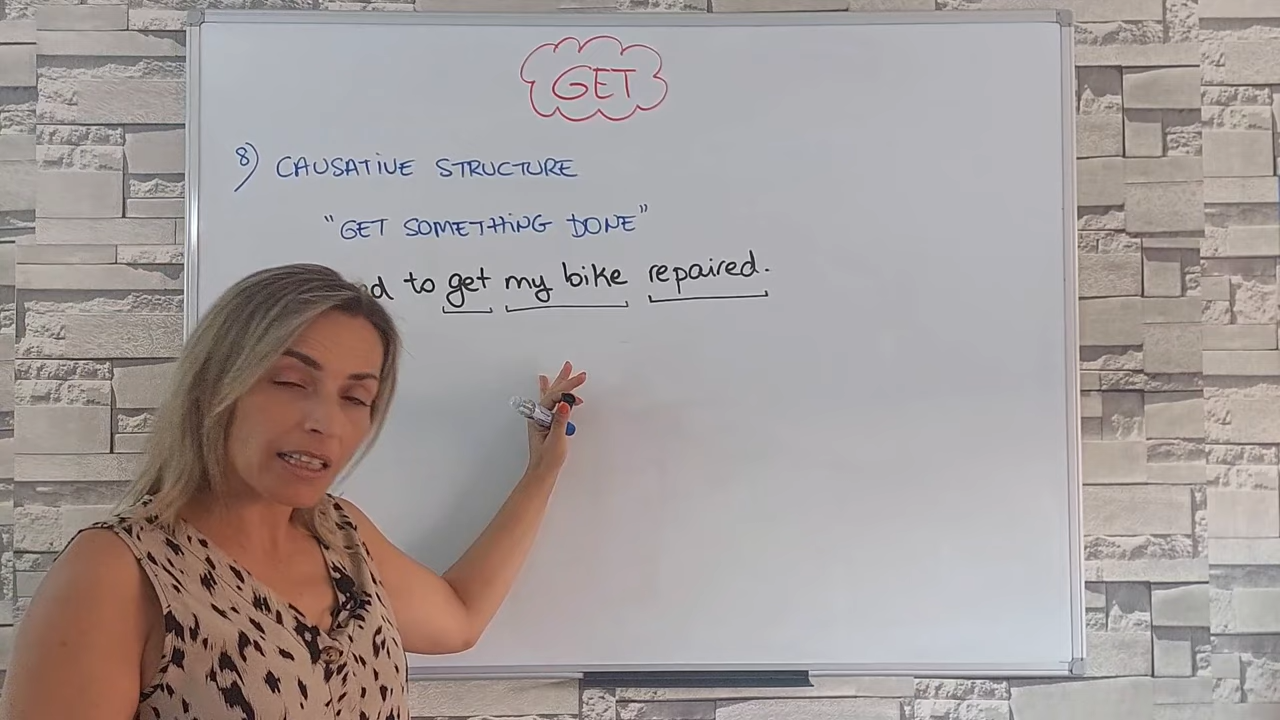 GET
8) CAUSATIVE STRUCTURE
"GET SOMETHING DONE"
to get my bike repaired.